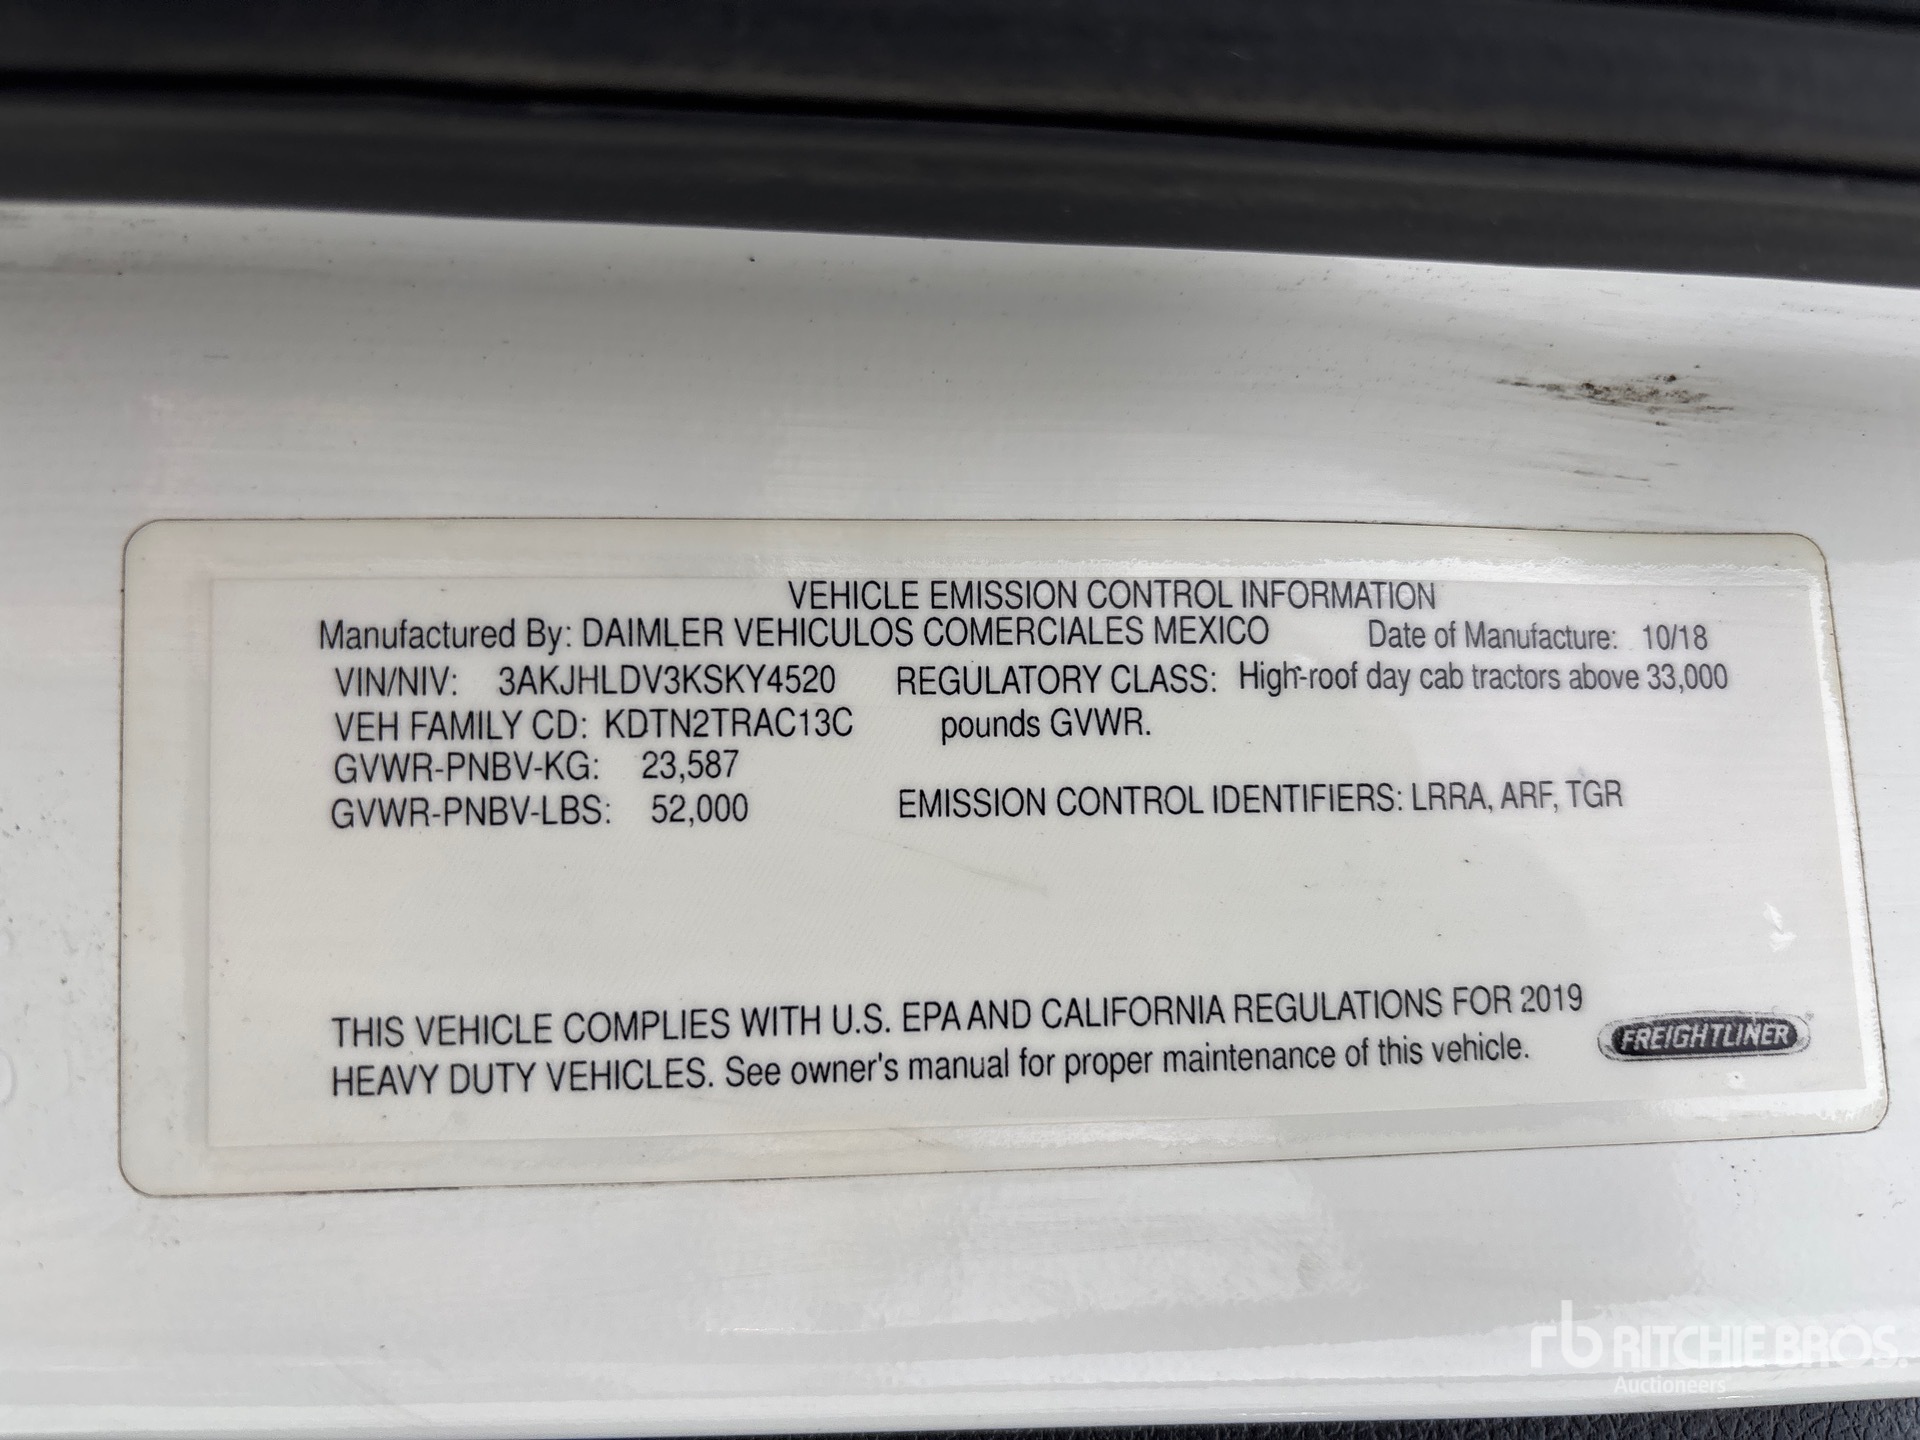 VEHICLE EMISSION CONTROL INFORMATION
Manufactured By: DAIMLER VEHICULOS COMERCIALES MEXICO Date of Manufacture: 10/18
VIN/NIV: 3AKJHLDV3KSKY4520 REGULATORY CLASS: High-roof day cab tractors above 33,000
VEH FAMILY CD: KDTN2TRAC13C pounds GVWR.
GVWR-PNBV-KG: 23,587
GVWR-PNBV-LBS: 52,000 EMISSION CONTROL IDENTIFIERS: LRRA, ARF, TGR
THIS VEHICLE COMPLIES WITH U.S. EPA AND CALIFORNIA REGULATIONS FOR 2019
HEAVY DUTY VEHICLES. See owner's manual for proper maintenance of this vehicle.
FREIGHTLINER
rb RITCHIE BROS.
Auctioneers